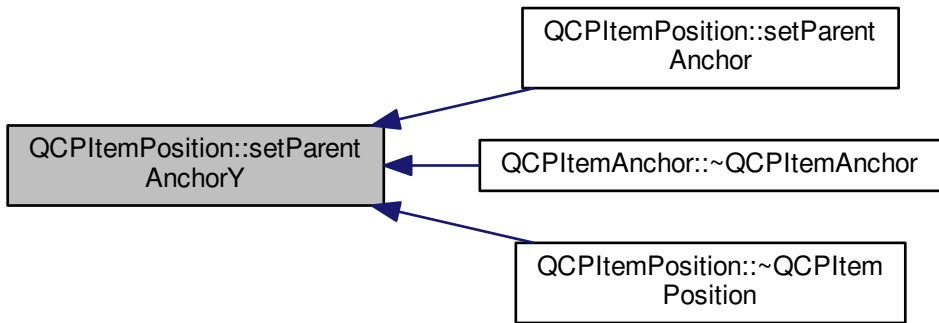 QCPItemPosition::setParent
Anchor
QCPItemPosition::setParent
AnchorY
QCPItemAnchor::~QCPItemAnchor
QCPItemPosition::~QCPItem
Position